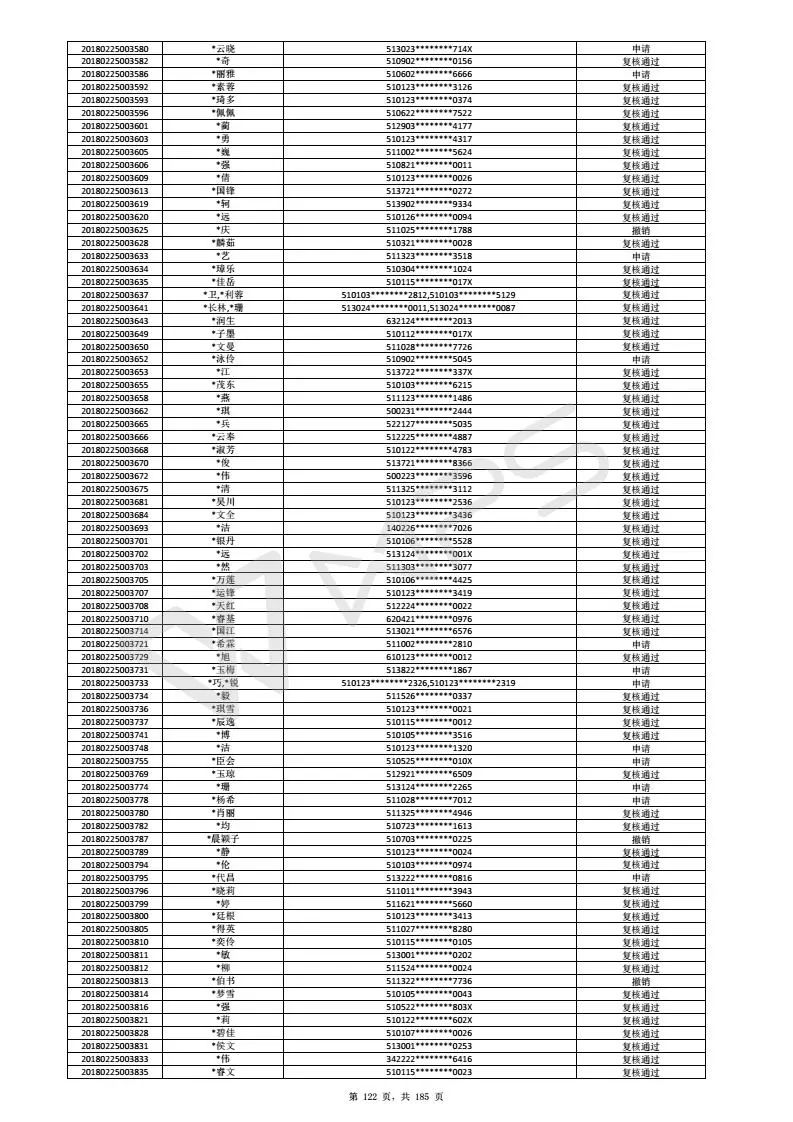 20180225003580 *云晓 513023********714X 申请
20180225003582 *奇 510902********0156 复核通过
20180225003586 *丽雅 510602********6666 申请
20180225003592 *素蓉 510123********3126 复核通过
20180225003593 *琦多 510123********0374 复核通过
20180225003596 *佩佩 510622********7522 复核通过
20180225003601 *蔺 512903********4177 复核通过
20180225003603 *勇 510123********4317 复核通过
20180225003605 *巍 511002********5624 复核通过
20180225003606 *强 510821********0011 复核通过
20180225003609 *倩 510123********0026 复核通过
20180225003613 *国锋 513721********0272 复核通过
20180225003619 *轲 513902********9334 复核通过
20180225003620 *远 510126********0094 复核通过
20180225003625 *庆 511025********1788 撤销
20180225003628 *麟茹 510321********0028 复核通过
20180225003633 *艺 511323********3518 申请
20180225003634 *璋乐 510304********1024 复核通过
20180225003635 *佳岳 510115********017X 复核通过
20180225003637 *卫,*利蓉 510103********2812,510103********5129 复核通过
20180225003641 *长林,*珊 513024********0011,513024********0087 复核通过
20180225003643 *润生 632124********2013 复核通过
20180225003649 *子墨 510112********017X 复核通过
20180225003650 *文曼 511028********7726 复核通过
20180225003652 *泳伶 510902********5045 申请
20180225003653 *江 513722********337X 复核通过
20180225003655 *茂东 510103********6215 复核通过
20180225003658 *燕 511123********1486 复核通过
20180225003662 *琪 500231********2444 复核通过
20180225003665 *兵 522127********5035 复核通过
20180225003666 *云奉 512225********4887 复核通过
20180225003668 *淑芳 510122********4783 复核通过
20180225003670 *俊 513721********8366 复核通过
20180225003672 *伟 500223********3596 复核通过
20180225003675 *清 511325********3112 复核通过
20180225003681 *昊川 510123********2536 复核通过
20180225003684 *文全 510123********3436 复核通过
20180225003693 *洁 140226********7026 复核通过
20180225003701 *银丹 510106********5528 复核通过
20180225003702 *远 513124********001X 复核通过
20180225003703 *然 511303********3077 复核通过
20180225003705 *万莲 510106********4425 复核通过
20180225003707 *运锋 510123********3419 复核通过
20180225003708 *天红 512224********0022 复核通过
20180225003710 *睿基 620421********0976 复核通过
20180225003714 *国江 513021********6576 复核通过
20180225003721 *希霖 511002********2810 申请
20180225003729 *旭 610123********0012 复核通过
20180225003731 *玉梅 513822********1867 申请
20180225003733 *巧,*锐 510123********2326,510123********2319 申请
20180225003734 *毅 511526********0337 复核通过
20180225003736 *琪雪 510123********0021 复核通过
20180225003737 *辰逸 510115********0012 复核通过
20180225003741 *博 510105********3516 复核通过
20180225003748 *洁 510123********1320 申请
20180225003755 *臣会 510525********010X 申请
20180225003769 *玉琼 512921********6509 复核通过
20180225003774 *珊 513124********2265 申请
20180225003778 *杨希 511028********7012 申请
20180225003780 *肖丽 511325********4946 复核通过
20180225003782 *均 510723********1613 复核通过
20180225003787 *晨颖子 510703********0225 撤销
20180225003789 *静 510123********0024 复核通过
20180225003794 *伦 510103********0974 复核通过
20180225003795 *代昌 513222********0816 申请
20180225003796 *晓莉 511011********3943 复核通过
20180225003799 *婷 511621********5660 复核通过
20180225003800 *廷根 510123********3413 复核通过
20180225003805 *得英 511027********8280 复核通过
20180225003810 *奕伶 510115********0105 复核通过
20180225003811 *敏 513001********0202 复核通过
20180225003812 *柳 511524********0024 复核通过
20180225003813 *伯书 511322********7736 撤销
20180225003814 *梦雪 510105********0043 复核通过
20180225003816 *强 510522********803X 复核通过
20180225003821 *莉 510122********602X 复核通过
20180225003828 *碧佳 510107********0026 复核通过
20180225003831 *侯文 513001********0253 复核通过
20180225003833 *伟 342222********6416 复核通过
20180225003835 *睿文 510115********0023 复核通过
第 122 页，共 185 页